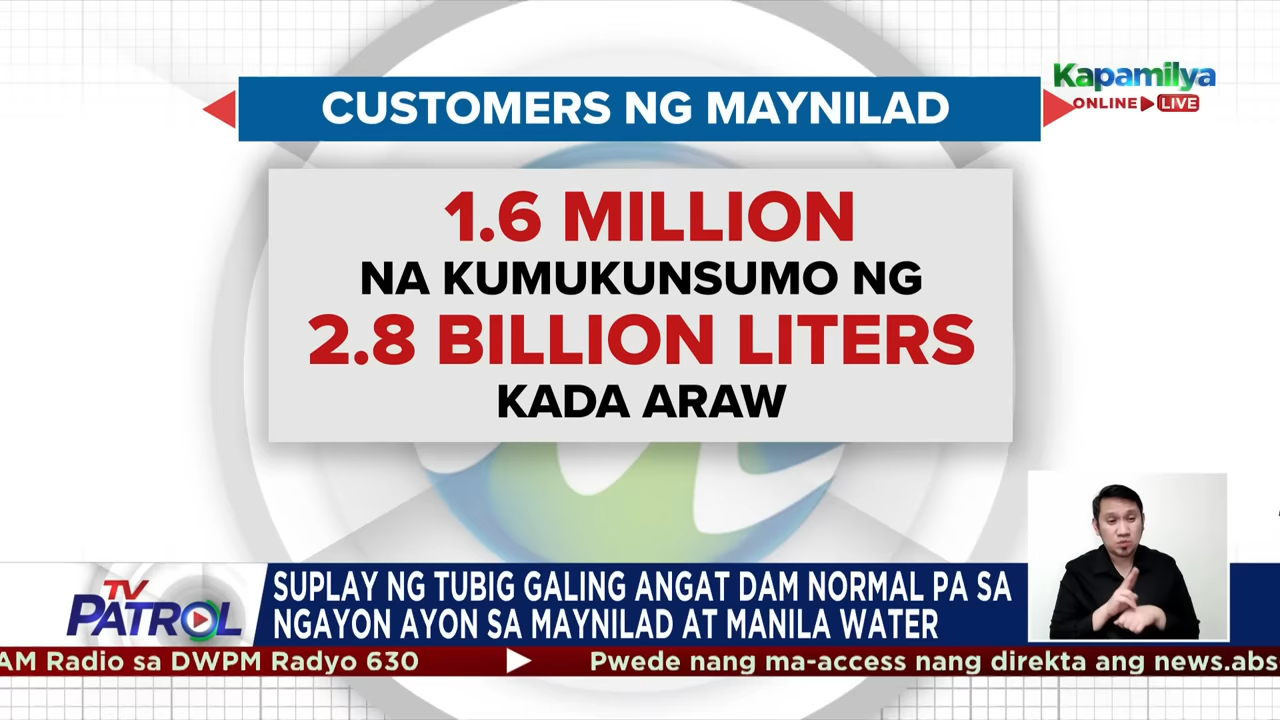 CUSTOMERS NG MAYNILAD
Kapamilya
ONLINE LIVE
1.6 MILLION
NA KUMUKUNSUMO NG
2.8 BILLION LITERS
KADA ARAW
TV
PATROL
SUPLAY NG TUBIG GALING ANGAT DAM NORMAL PA SA
NGAYON AYON SA MAYNILAD AT MANILA WATER
AM Radio sa DWPM Radyo 630 Pwede nang ma-access nang direkta ang news.abs